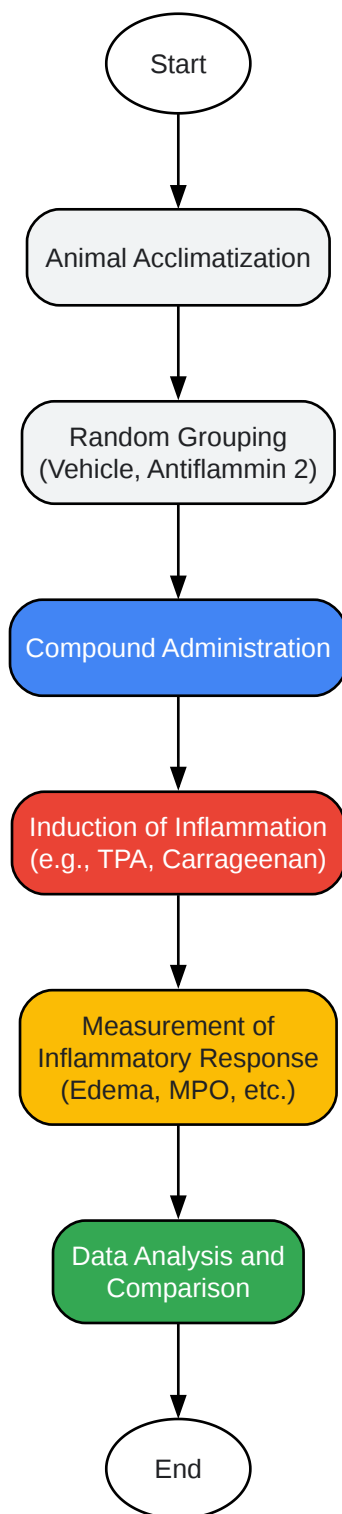 Start
Animal Acclimatization
Random Grouping
(Vehicle, Antiflammin 2)
Compound Administration
Induction of Inflammation
(e.g., TPA, Carrageenan)
Measurement of
Inflammatory Response
(Edema, MPO, etc.)
Data Analysis and
Comparison
End